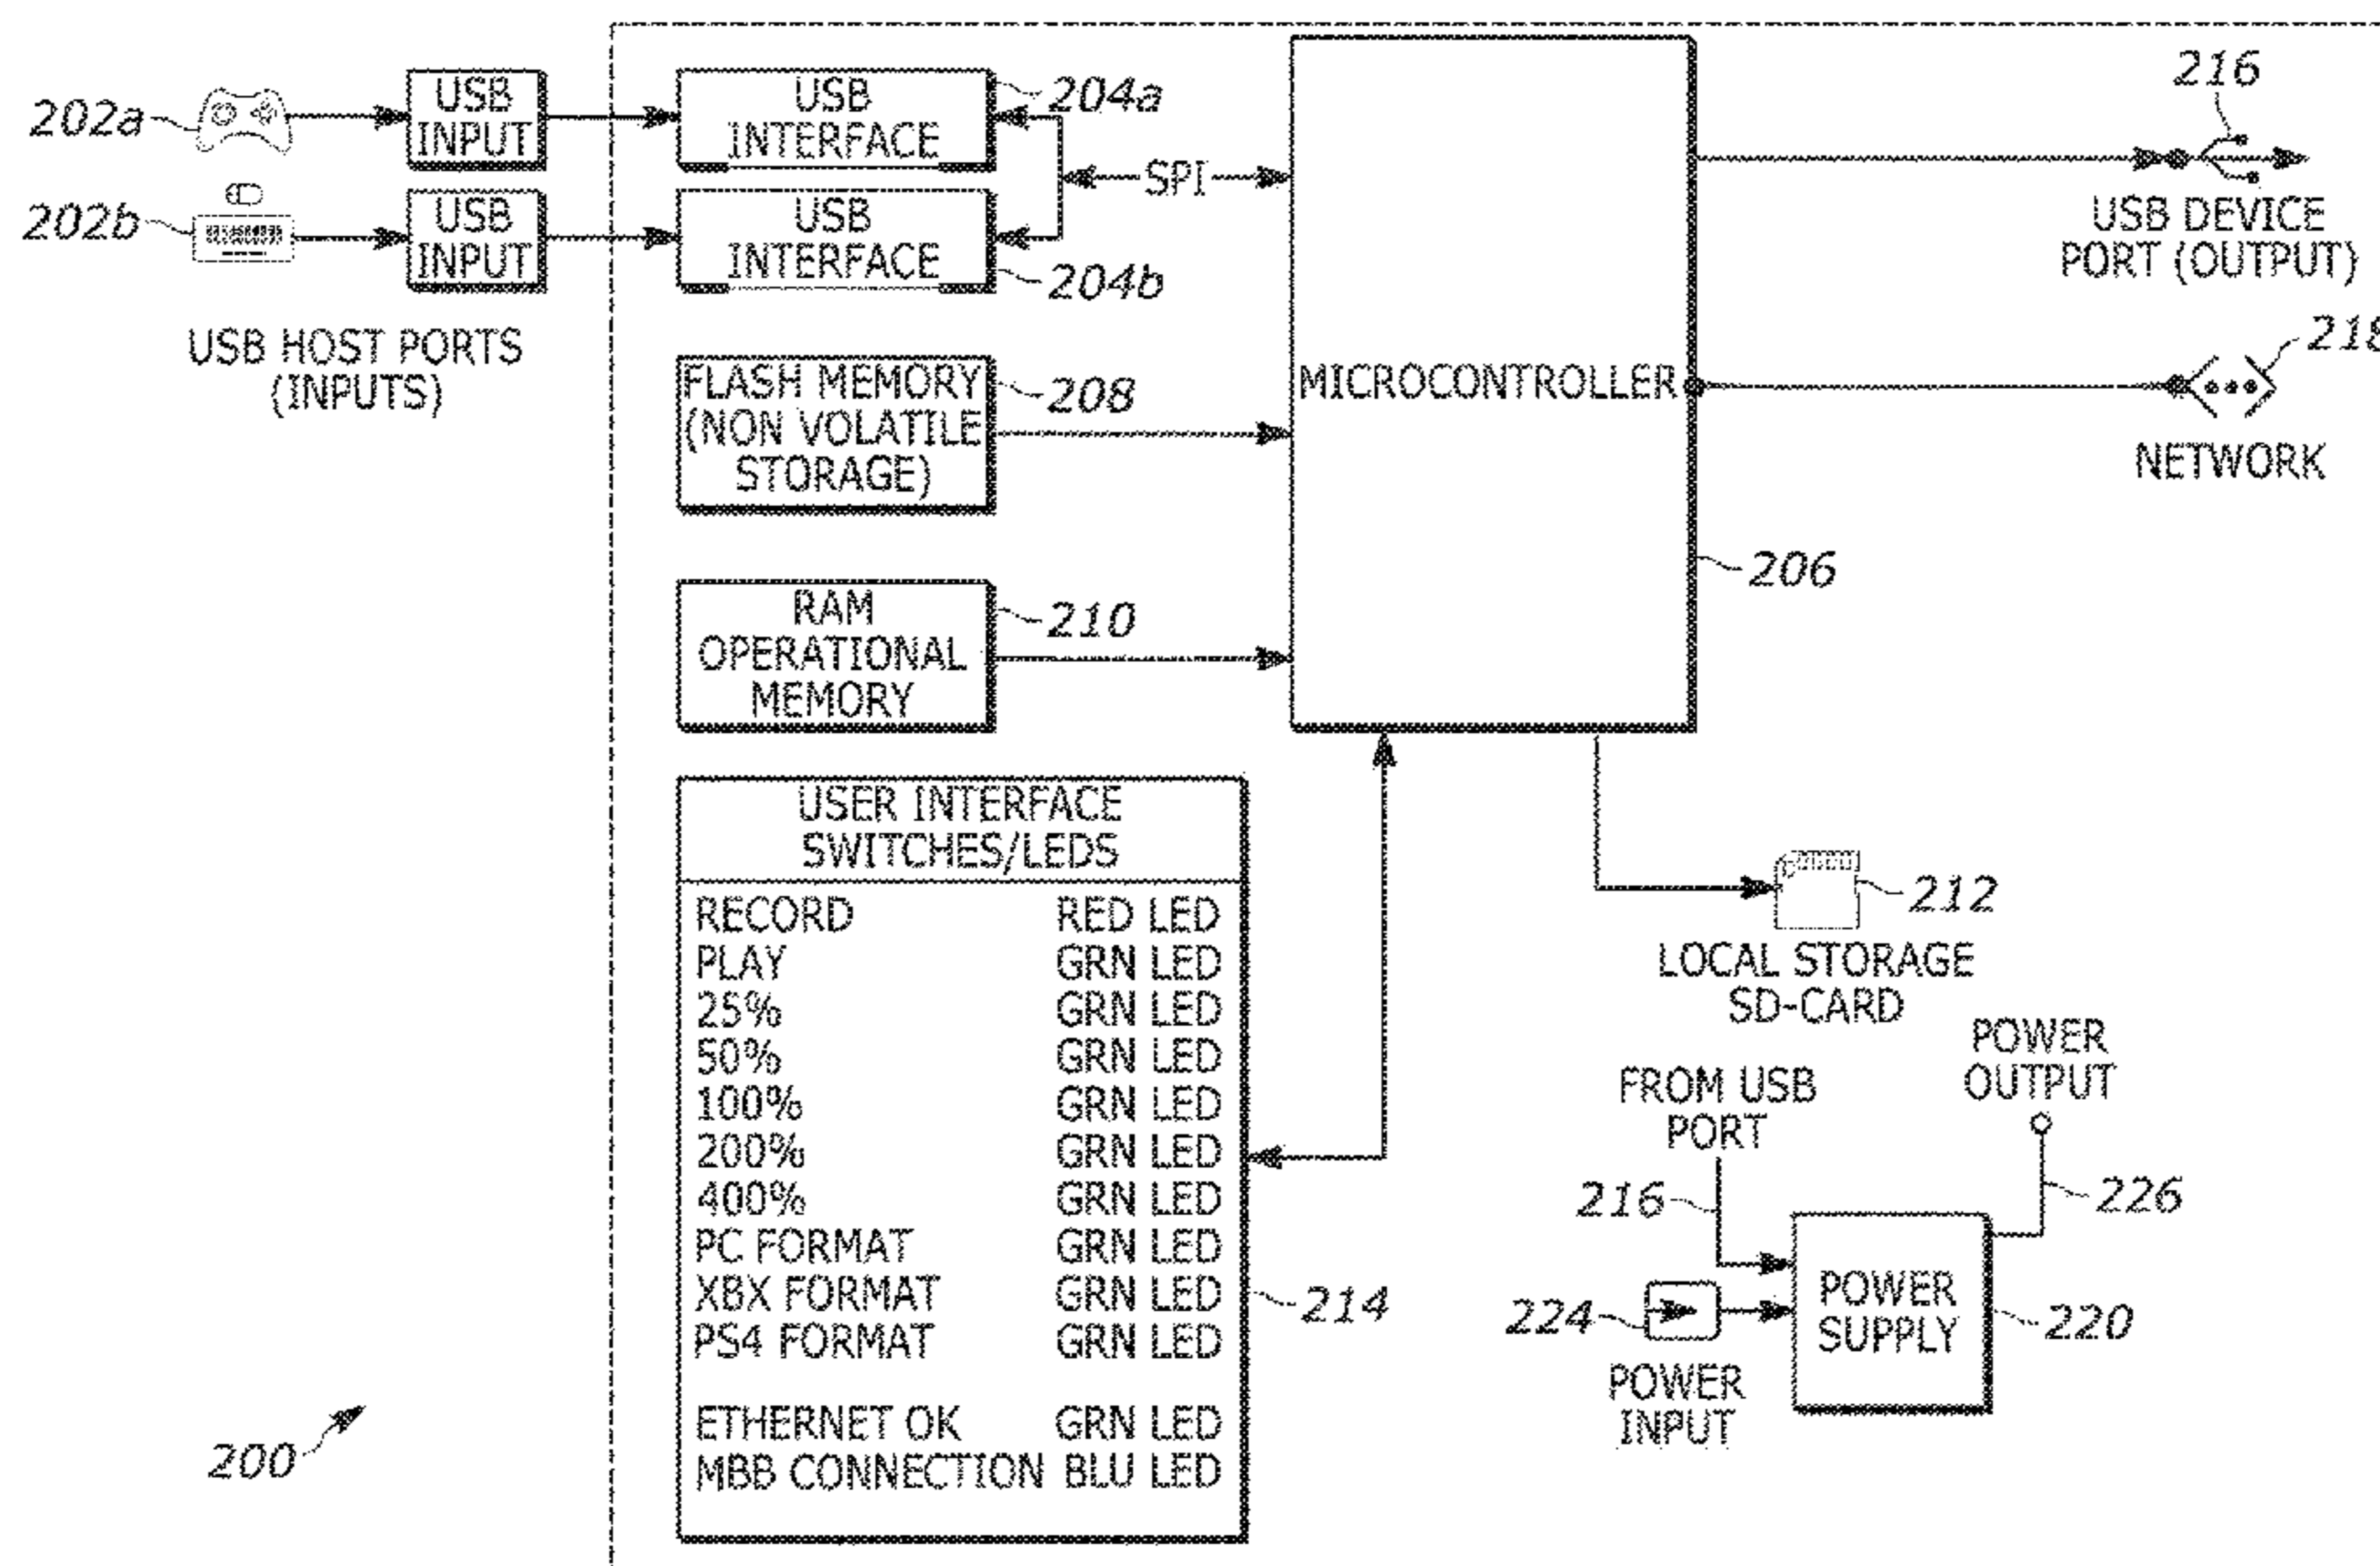 202a
USB
INPUT
USB
INTERFACE
204a
202b
USB
INPUT
USB
INTERFACE
204b
SPI
USB HOST PORTS
(INPUTS)
FLASH MEMORY
(NON VOLATILE
STORAGE)
208
RAM
OPERATIONAL
MEMORY
210
MICROCONTROLLER
206
216
USB DEVICE
PORT (OUTPUT)
218
NETWORK
USER INTERFACE
SWITCHES/LEDS
RECORD RED LED
PLAY GRN LED
25% GRN LED
50% GRN LED
100% GRN LED
200% GRN LED
400% GRN LED
PC FORMAT GRN LED
XBX FORMAT GRN LED
PS4 FORMAT GRN LED
ETHERNET OK GRN LED
MBB CONNECTION BLU LED
214
212
LOCAL STORAGE
SD-CARD
FROM USB
PORT
216
POWER
OUTPUT
226
224
POWER
INPUT
POWER
SUPPLY
220
200